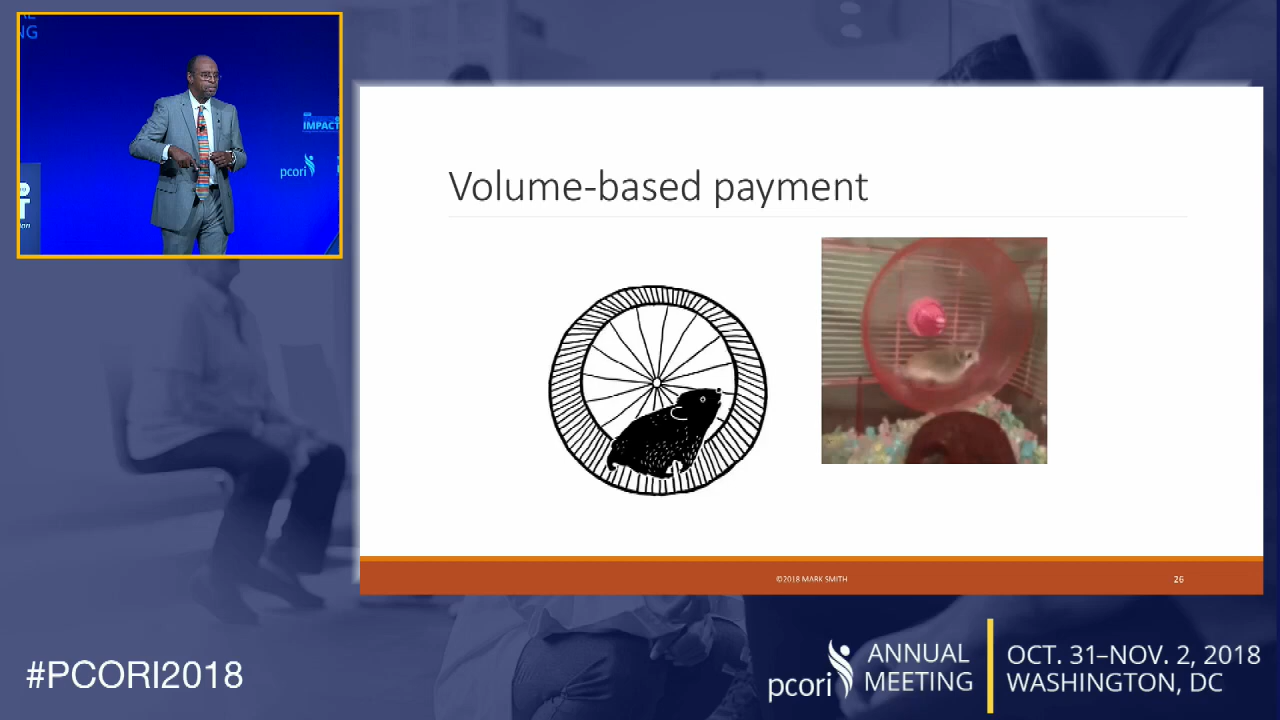 IMPACT
pcori
Volume-based payment
©2018 MARK SMITH
26
#PCORI2018
pcori
ANNUAL
MEETING
OCT. 31–NOV. 2, 2018
WASHINGTON, DC